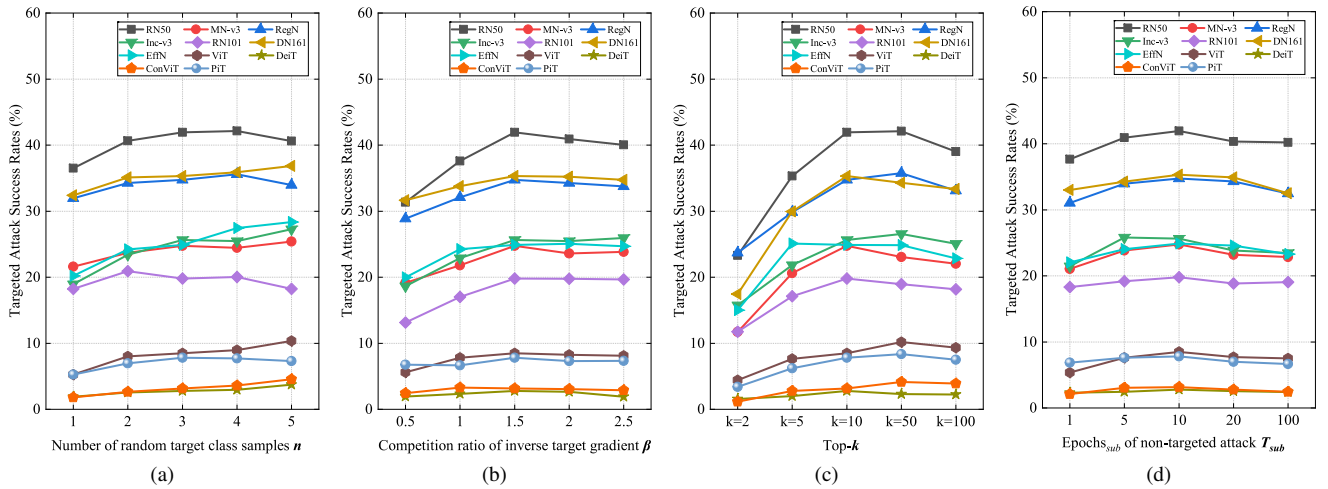 60
50
40
30
20
10
0
Targeted Attack Success Rates (%)
RN50 MN-v3 RegN
Inc-v3 RN101 DN161
EffN ViT DeiT
ConViT PiT
1 2 3 4 5
Number of random target class samples n
(a)
60
50
40
30
20
10
0
Targeted Attack Success Rates (%)
RN50 MN-v3 RegN
Inc-v3 RN101 DN161
EffN ViT DeiT
ConViT PiT
0.5 1 1.5 2 2.5
Competition ratio of inverse target gradient β
(b)
60
50
40
30
20
10
0
Targeted Attack Success Rates (%)
RN50 MN-v3 RegN
Inc-v3 RN101 DN161
EffN ViT DeiT
ConViT PiT
k=2 k=5 k=10 k=50 k=100
Top-k
(c)
60
50
40
30
20
10
0
Targeted Attack Success Rates (%)
RN50 MN-v3 RegN
Inc-v3 RN101 DN161
EffN ViT DeiT
ConViT PiT
1 5 10 20 100
Epochs_sub of non-targeted attack T_sub
(d)